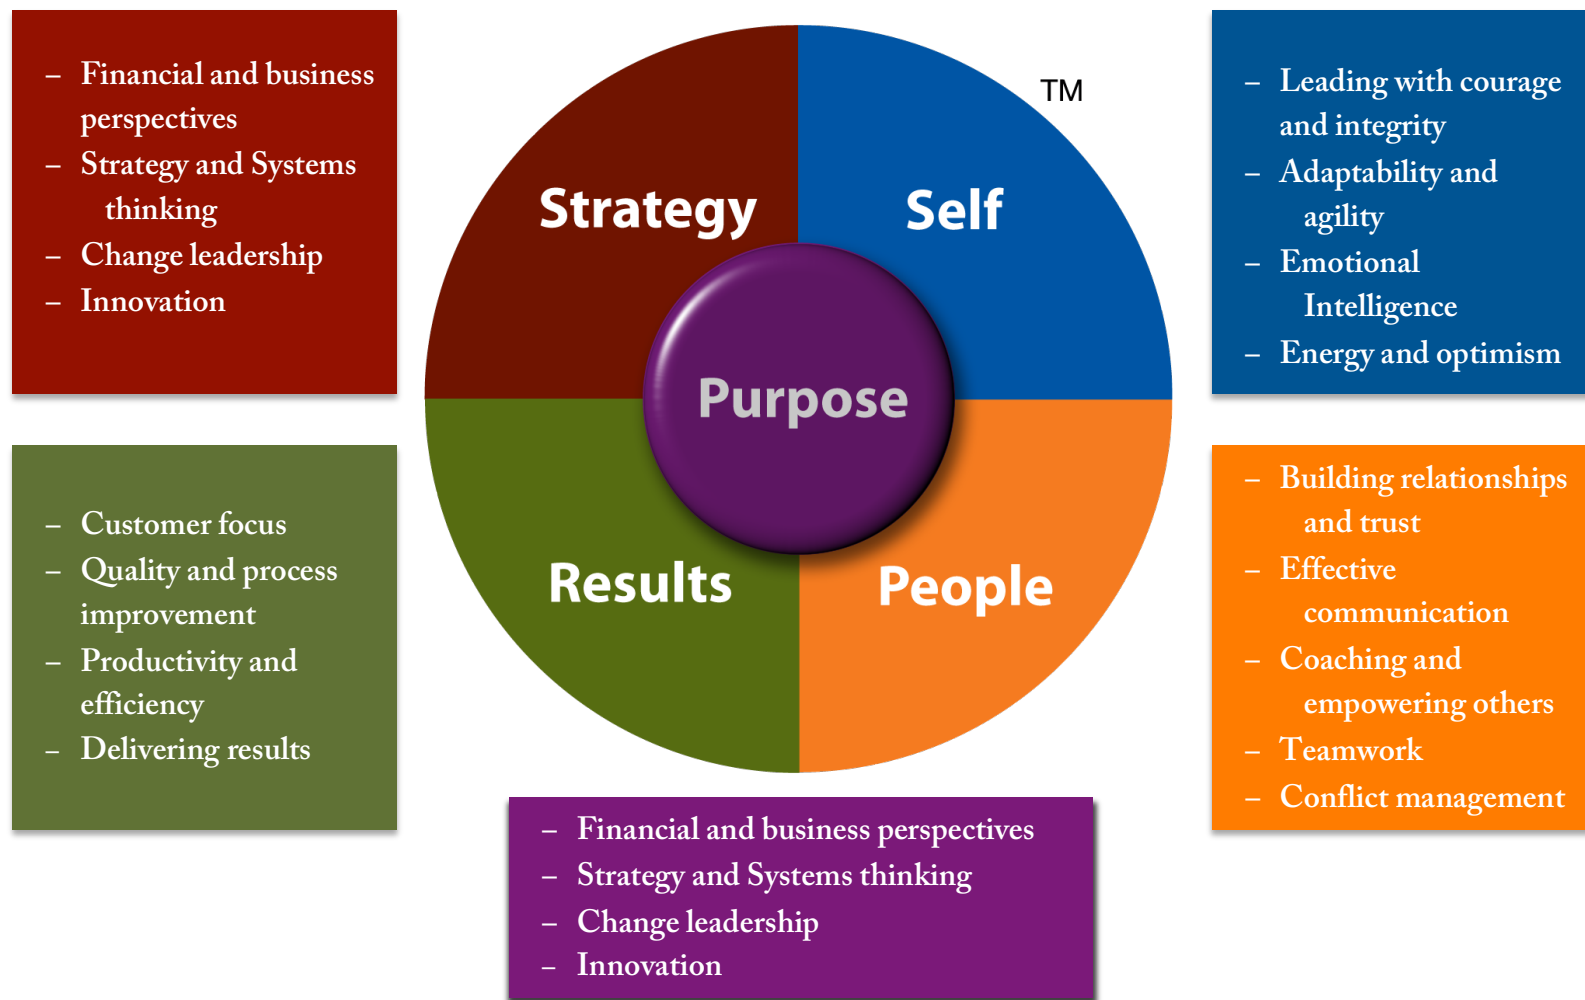 – Financial and business
perspectives
– Strategy and Systems
thinking
– Change leadership
– Innovation
TM
Strategy
Self
Purpose
Results
People
– Leading with courage
and integrity
– Adaptability and
agility
– Emotional
Intelligence
– Energy and optimism
– Customer focus
– Quality and process
improvement
– Productivity and
efficiency
– Delivering results
– Building relationships
and trust
– Effective
communication
– Coaching and
empowering others
– Teamwork
– Conflict management
– Financial and business perspectives
– Strategy and Systems thinking
– Change leadership
– Innovation